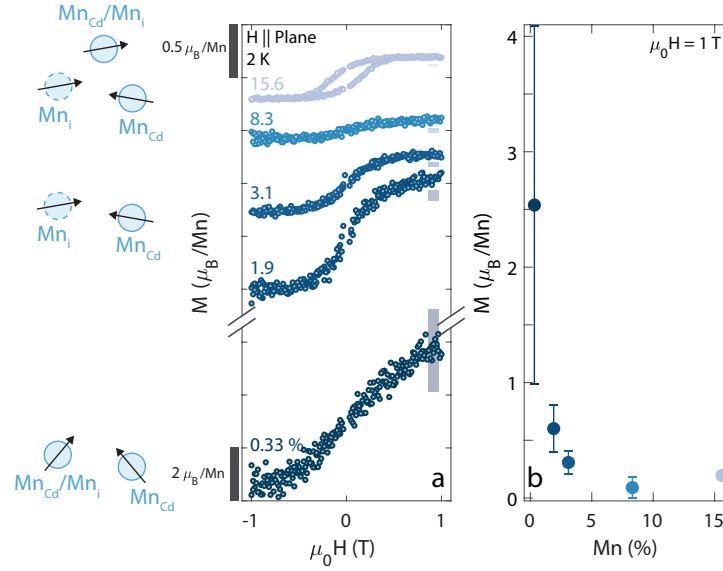 Mn_Cd/Mn_i
Mn_i
Mn_Cd
Mn_i
Mn_Cd
Mn_Cd/Mn_i
Mn_Cd
0.5 μ_B/Mn
2 μ_B/Mn
M (μ_B/Mn)
H || Plane
2 K
15.6
8.3
3.1
1.9
0.33 %
a
-1 0 1
μ_0H (T)
M (μ_B/Mn)
4
3
2
1
0
μ_0H = 1 T
b
0 5 10 15
Mn (%)